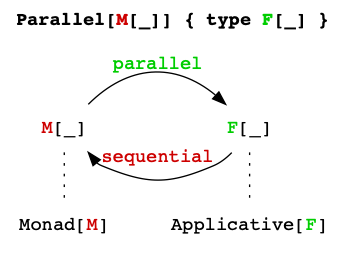 Parallel[M[_]] { type F[_] }
parallel
M[_] F[_]
sequential
Monad[M] Applicative[F]